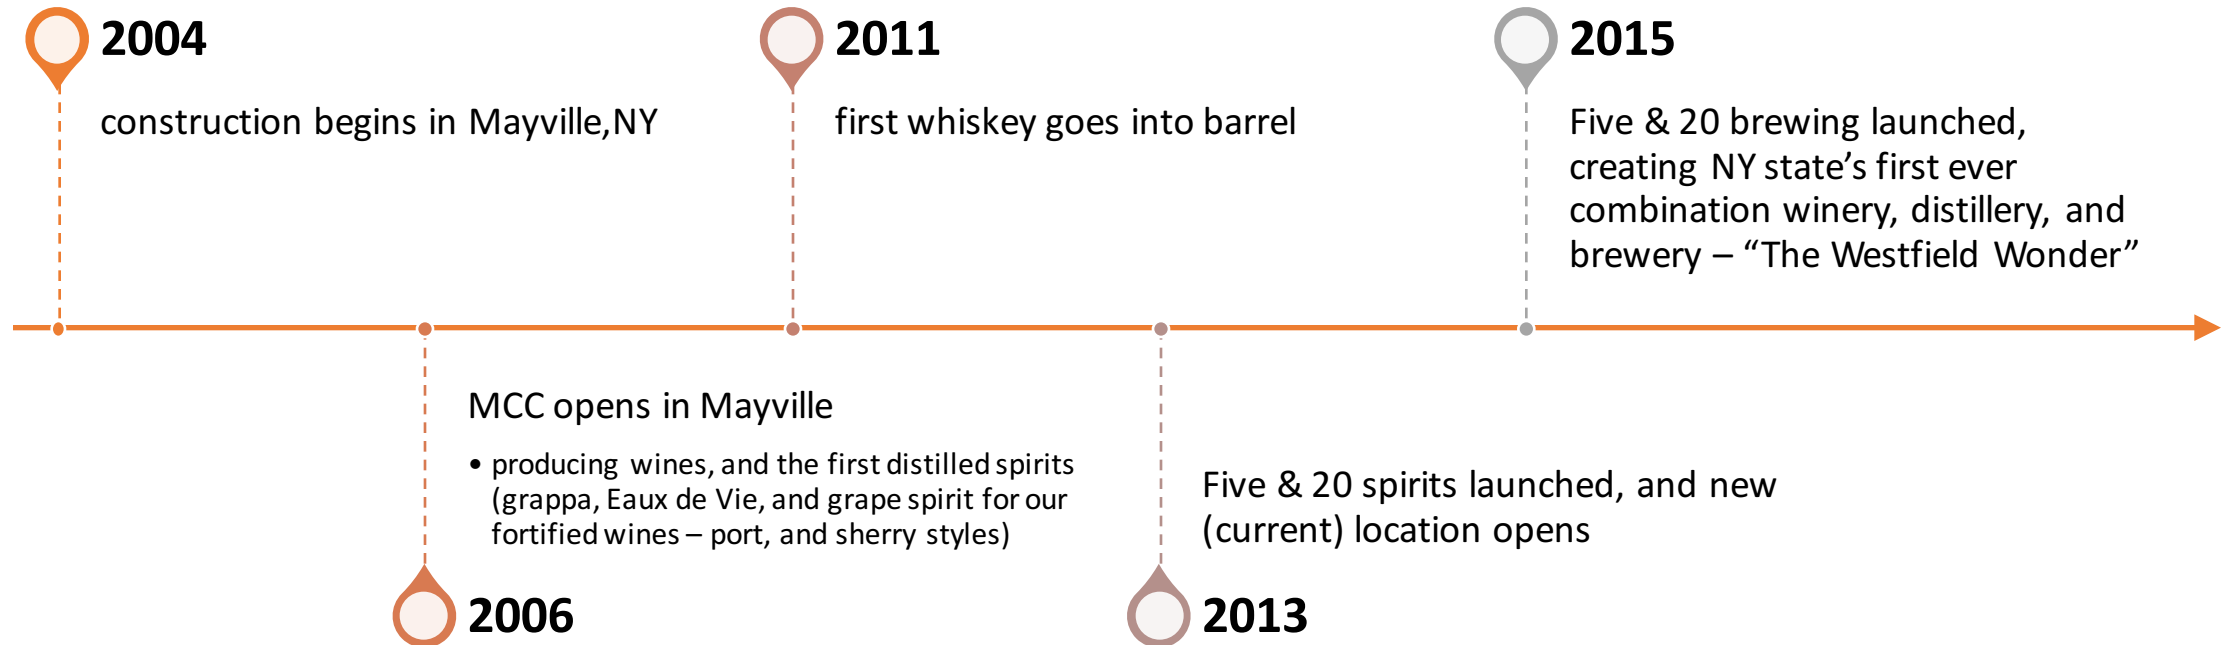 2004
construction begins in Mayville,NY
2006
MCC opens in Mayville
• producing wines, and the first distilled spirits
(grappa, Eaux de Vie, and grape spirit for our
fortified wines – port, and sherry styles)
2011
first whiskey goes into barrel
2013
Five & 20 spirits launched, and new
(current) location opens
2015
Five & 20 brewing launched,
creating NY state’s first ever
combination winery, distillery, and
brewery – “The Westfield Wonder”